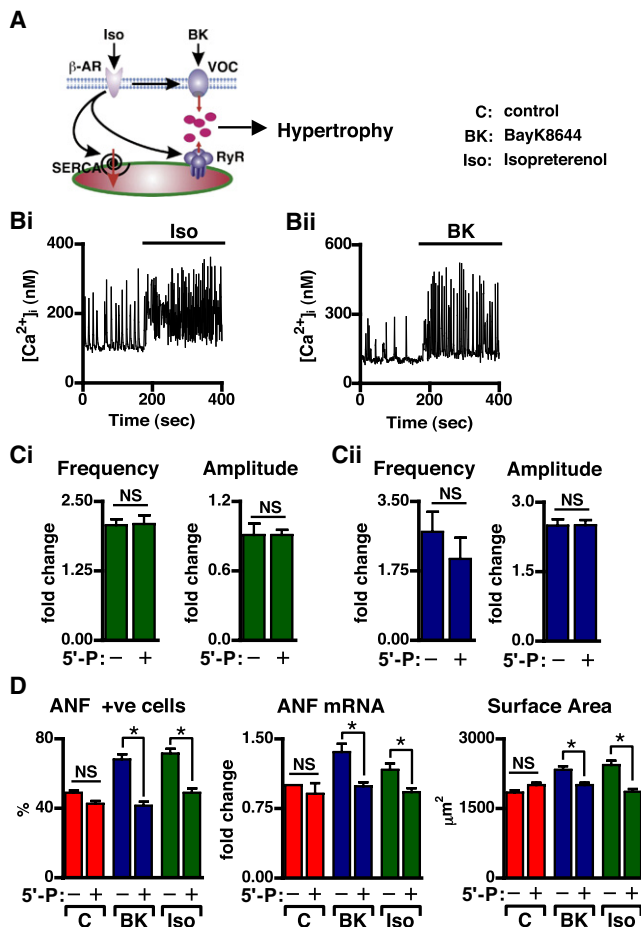 A
Iso
BK
β-AR
VOC
C: control
BK: BayK8644
Iso: Isopreterenol
Hypertrophy
SERCA
RyR
Bi
Iso
400
200
0
[Ca2+]i (nM)
0 200 400
Time (sec)
Bii
BK
600
300
0
[Ca2+]i (nM)
0 200 400
Time (sec)
Ci
Frequency
NS
2.50
1.25
0.00
fold change
5'-P: − +
Amplitude
NS
1.2
0.6
0.0
fold change
− +
Cii
Frequency
NS
3.50
1.75
0.00
fold change
5'-P: − +
Amplitude
NS
3.0
1.5
0.0
fold change
− +
D
ANF +ve cells
80
40
0
%
NS * *
5'-P: − + − + − +
C BK Iso
ANF mRNA
1.50
0.75
0.00
fold change
NS * *
− + − + − +
C BK Iso
Surface Area
3000
1500
0
µm2
NS * *
5'-P: − + − + − +
C BK Iso